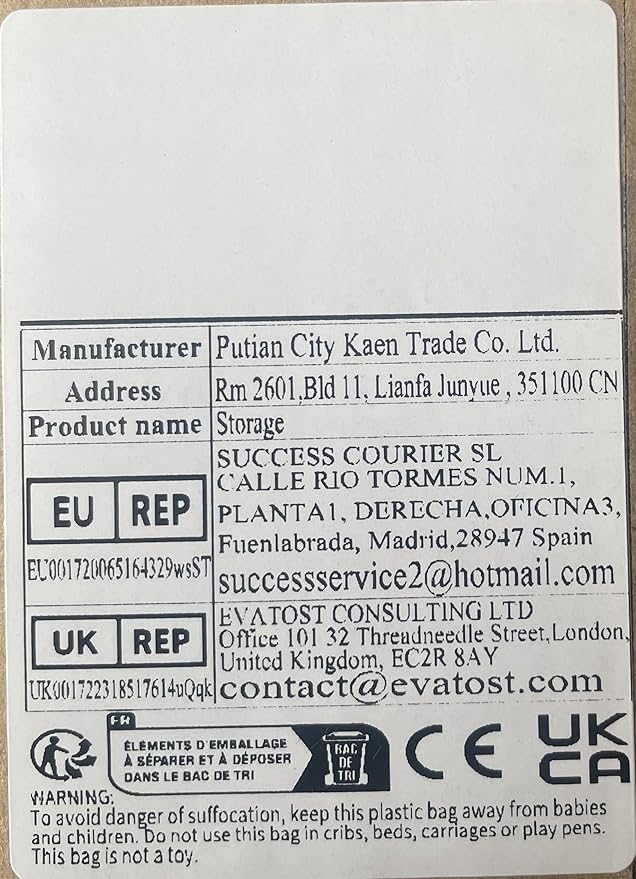 Manufacturer Putian City Kaen Trade Co. Ltd.
Address Rm 2601,Bld 11, Lianfa Junyue , 351100 CN
Product name Storage
EU REP
EU001720065164329wsST
SUCCESS COURIER SL
CALLE RIO TORMES NUM.1,
PLANTA1, DERECHA,OFICINA3,
Fuenlabrada, Madrid,28947 Spain
successservice2@hotmail.com
UK REP
UK001722318517614uQqk
EVATOST CONSULTING LTD
Office 101 32 Threadneedle Street,London,
United Kingdom, EC2R 8AY
contact@evatost.com
FR
ÉLÉMENTS D'EMBALLAGE
À SÉPARER ET À DÉPOSER
DANS LE BAC DE TRI
BAC
DE
TRI
CE
UK
CA
WARNING:
To avoid danger of suffocation, keep this plastic bag away from babies
and children. Do not use this bag in cribs, beds, carriages or play pens.
This bag is not a toy.